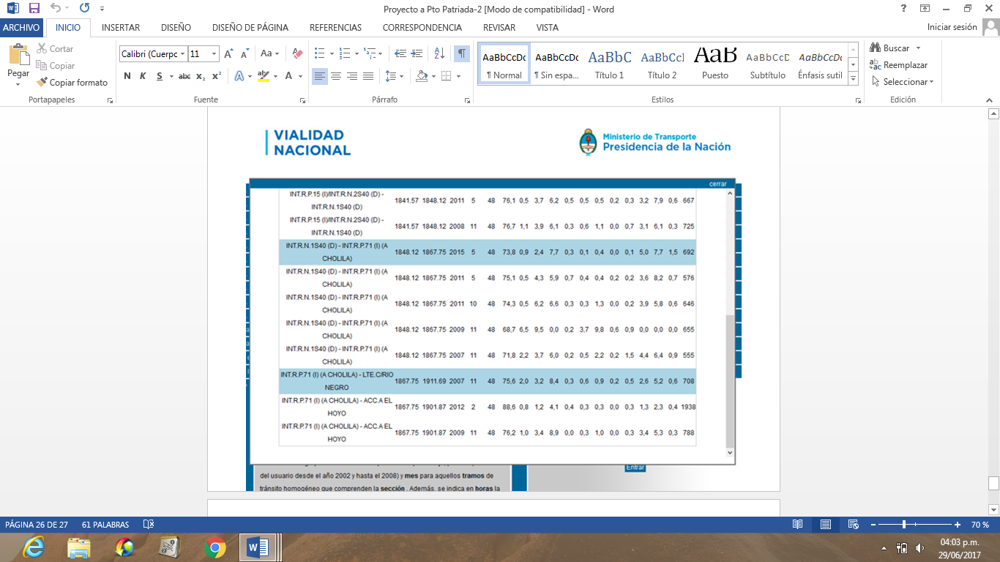 Proyecto a Pto Patriada-2 [Modo de compatibilidad] - Word
ARCHIVO INICIO INSERTAR DISEÑO DISEÑO DE PÁGINA REFERENCIAS CORRESPONDENCIA REVISAR VISTA Iniciar sesión
Pegar
Cortar
Copiar
Copiar formato
Portapapeles
Calibri (Cuerpc 11
N K S abc x₂ x²
Fuente
Párrafo
AaBbCcDc AaBbCcDc AaBbC AaBbCcI AaB AaBbCcD AaBbCcDc
¶ Normal ¶ Sin espa... Título 1 Título 2 Puesto Subtítulo Énfasis sutil
Estilos
Buscar
Reemplazar
Seleccionar
Edición
VIALIDAD
NACIONAL
Ministerio de Transporte
Presidencia de la Nación
cerrar
INT.R.P.15 (I)/INT.R.N.2S40 (D) -
INT.R.N.1S40 (D) 1841.57 1848.12 2011 5 48 76,1 0,5 3,7 6,2 0,5 0,5 0,5 0,2 0,3 3,2 7,9 0,6 667
INT.R.P.15 (I)/INT.R.N.2S40 (D) -
INT.R.N.1S40 (D) 1841.57 1848.12 2008 11 48 76,7 1,1 3,9 6,1 0,3 0,6 1,1 0,0 0,7 3,1 6,1 0,3 725
INT.R.N.1S40 (D) - INT.R.P.71 (I) (A
CHOLILA) 1848.12 1867.75 2015 5 48 73,8 0,9 2,4 7,7 0,3 0,1 0,4 0,0 0,1 5,0 7,7 1,5 692
INT.R.N.1S40 (D) - INT.R.P.71 (I) (A
CHOLILA) 1848.12 1867.75 2011 5 48 75,1 0,5 4,3 5,9 0,7 0,4 0,4 0,2 0,2 3,6 8,2 0,7 576
INT.R.N.1S40 (D) - INT.R.P.71 (I) (A
CHOLILA) 1848.12 1867.75 2011 10 48 74,3 0,5 6,2 6,6 0,3 0,3 1,3 0,0 0,2 3,9 5,8 0,6 646
INT.R.N.1S40 (D) - INT.R.P.71 (I) (A
CHOLILA) 1848.12 1867.75 2009 11 48 68,7 6,5 9,5 0,0 0,2 3,7 9,8 0,6 0,9 0,0 0,0 0,0 655
INT.R.N.1S40 (D) - INT.R.P.71 (I) (A
CHOLILA) 1848.12 1867.75 2007 11 48 71,8 2,2 3,7 6,0 0,2 0,5 2,2 0,2 1,5 4,4 6,4 0,9 555
INT.R.P.71 (I) (A CHOLILA) - LTE.C/RIO
NEGRO 1867.75 1911.69 2007 11 48 75,6 2,0 3,2 8,4 0,3 0,6 0,9 0,2 0,5 2,6 5,2 0,6 708
INT.R.P.71 (I) (A CHOLILA) - ACC.A EL
HOYO 1867.75 1901.87 2012 2 48 88,6 0,8 1,2 4,1 0,4 0,3 0,3 0,0 0,3 1,3 2,3 0,4 1938
INT.R.P.71 (I) (A CHOLILA) - ACC.A EL
HOYO 1867.75 1901.87 2009 11 48 76,2 1,0 3,4 8,9 0,0 0,3 1,0 0,0 0,3 3,4 5,3 0,3 788
Entrar
del usuario desde el año 2002 y hasta el 2008) y mes para aquellos tramos de
tránsito homogéneo que comprenden la sección . Además, se indica en horas la
PÁGINA 26 DE 27 61 PALABRAS 70 %
04:03 p.m.
29/06/2017